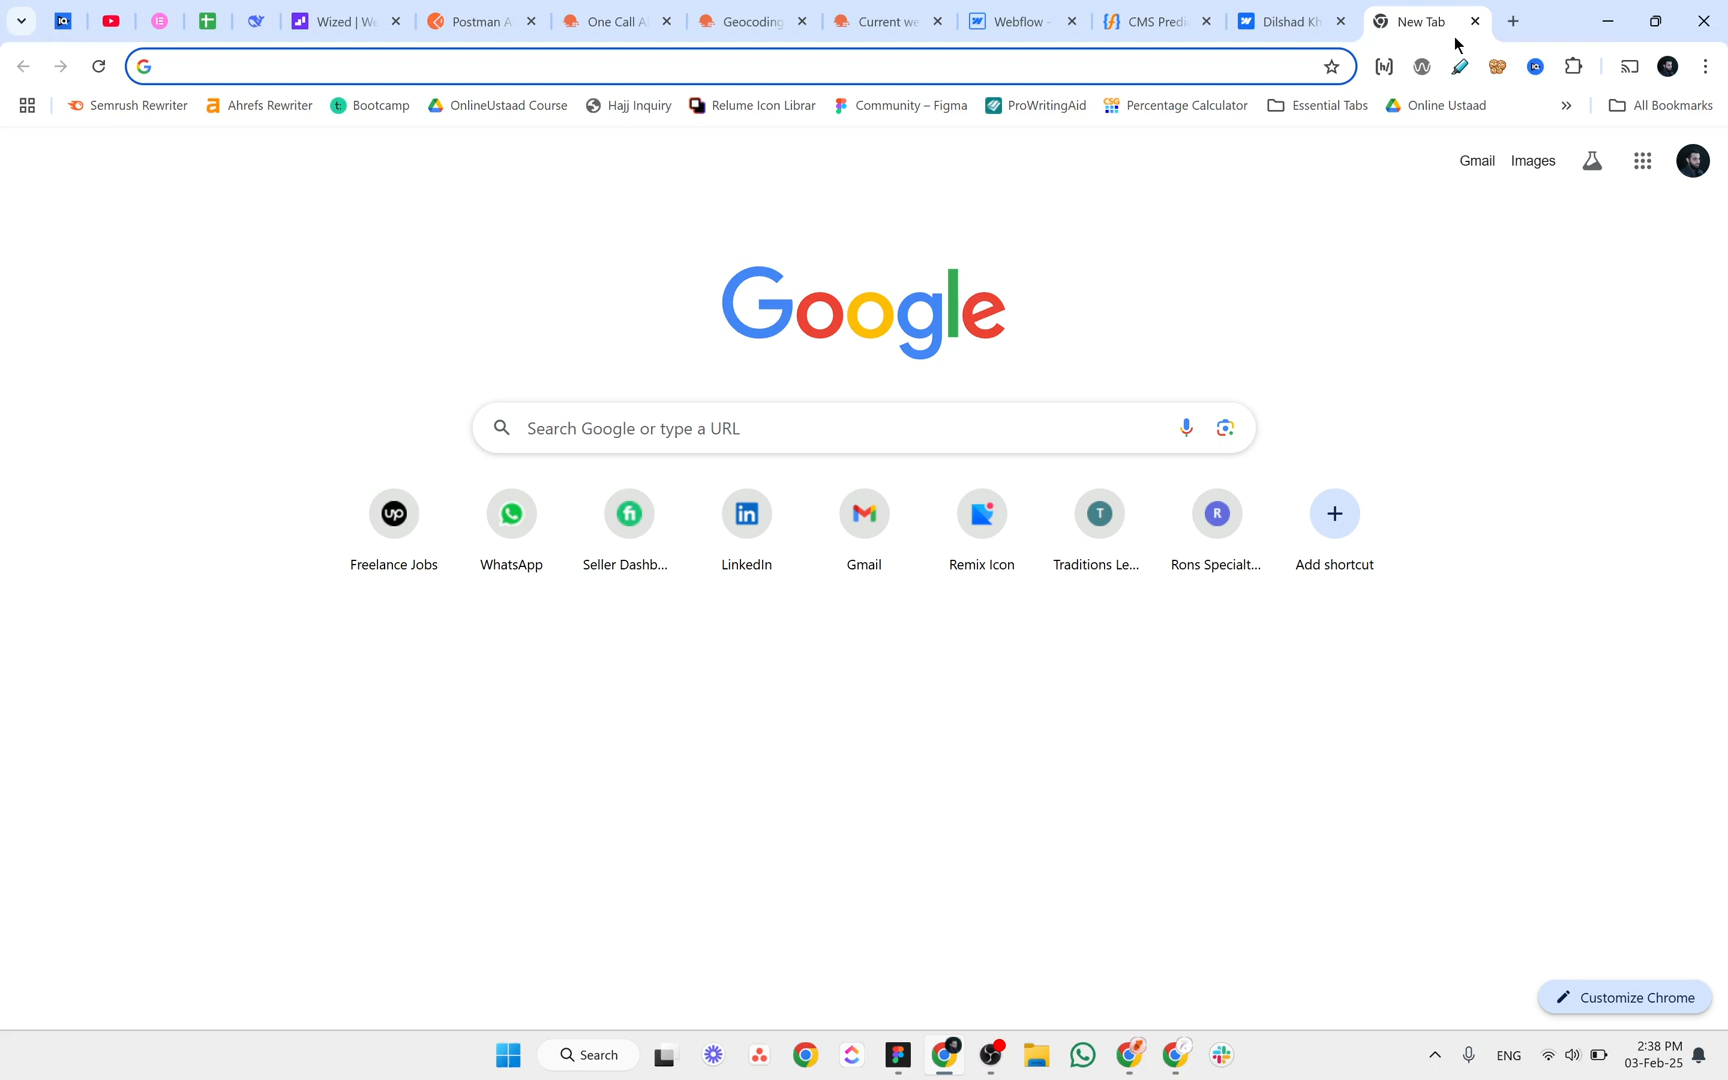 Wized | We
Postman A
One Call A
Geocoding
Current we
Webflow -
CMS Predi
Dilshad Kh
New Tab
Semrush Rewriter
Ahrefs Rewriter
Bootcamp
OnlineUstaad Course
Hajj Inquiry
Relume Icon Librar
Community – Figma
ProWritingAid
Percentage Calculator
Essential Tabs
Online Ustaad
All Bookmarks
Gmail
Images
Google
Search Google or type a URL
Freelance Jobs
WhatsApp
Seller Dashb...
LinkedIn
Gmail
Remix Icon
Traditions Le...
Rons Specialt...
Add shortcut
Customize Chrome
Search
ENG
2:38 PM
03-Feb-25